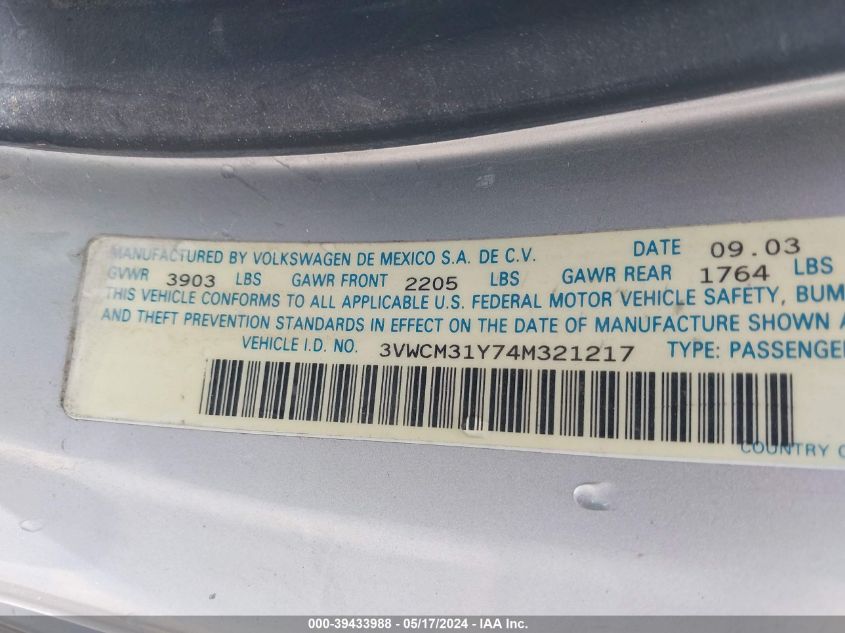 MANUFACTURED BY VOLKSWAGEN DE MEXICO S.A. DE C.V. DATE 09.03
GVWR 3903 LBS GAWR FRONT 2205 LBS GAWR REAR 1764 LBS
THIS VEHICLE CONFORMS TO ALL APPLICABLE U.S. FEDERAL MOTOR VEHICLE SAFETY, BUM
AND THEFT PREVENTION STANDARDS IN EFFECT ON THE DATE OF MANUFACTURE SHOWN A
VEHICLE I.D. NO. 3VWCM31Y74M321217 TYPE: PASSENGER
COUNTRY O
000-39433988 - 05/17/2024 - IAA Inc.